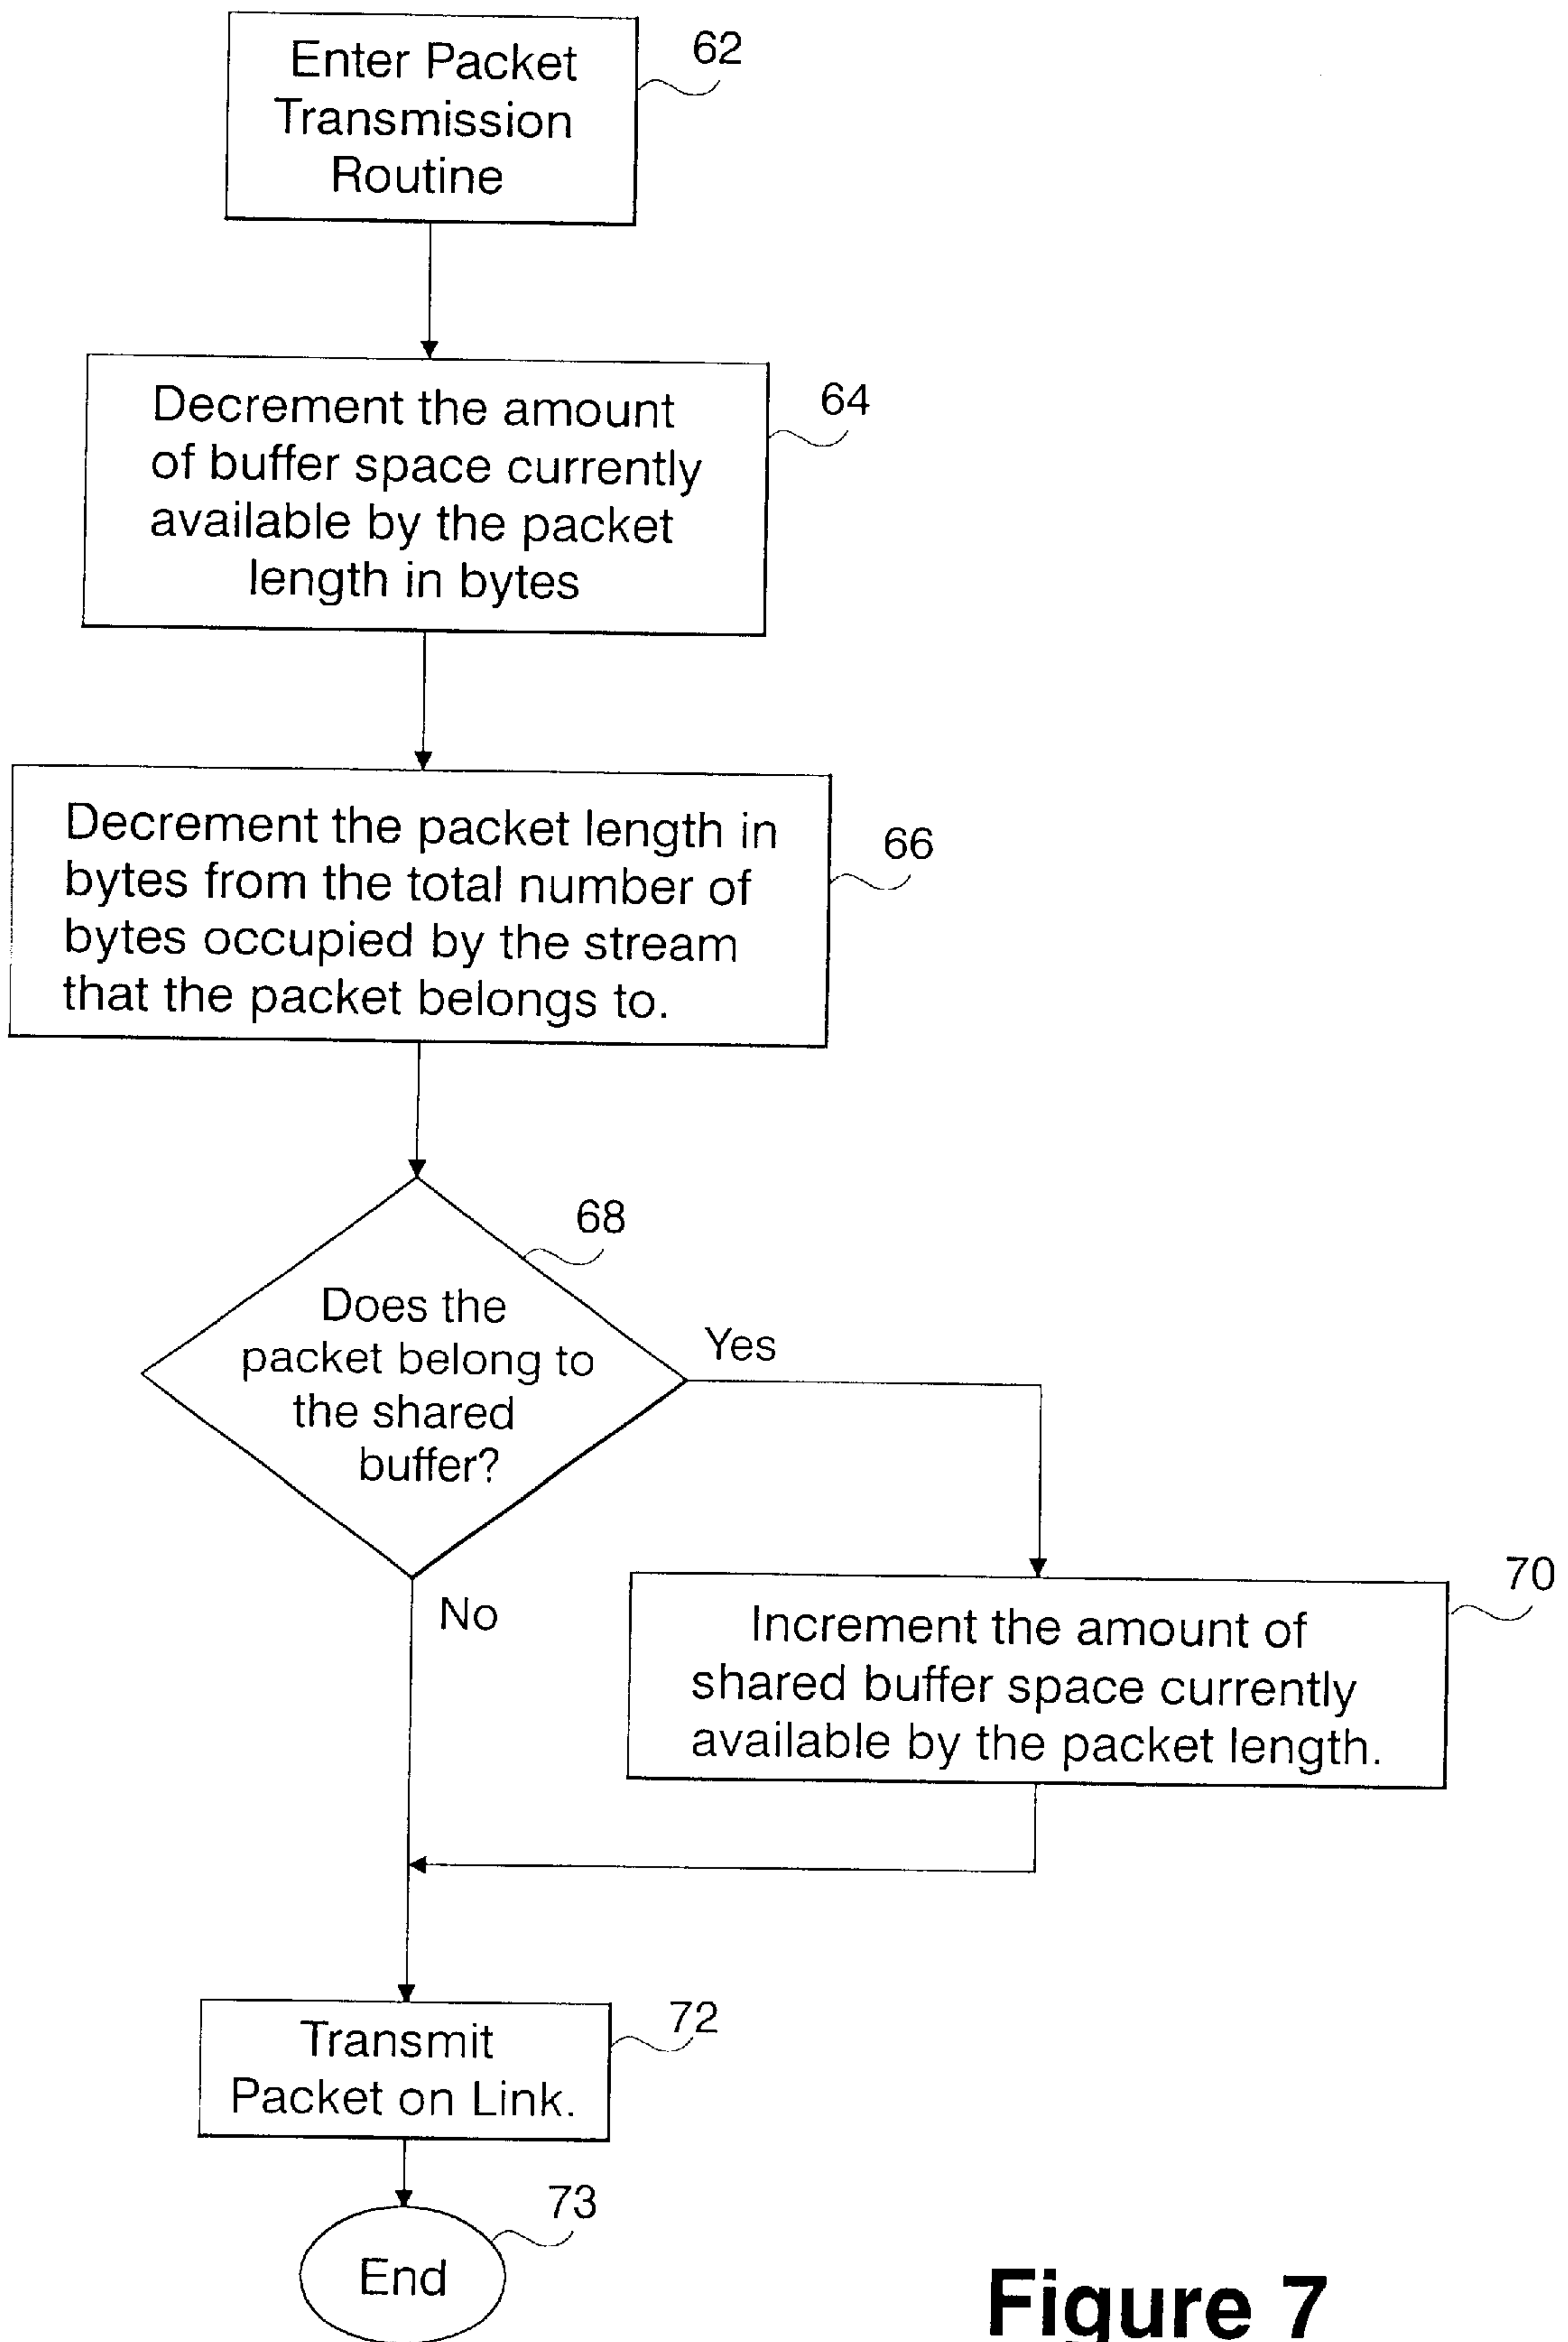 Enter Packet
Transmission
Routine
62
Decrement the amount
of buffer space currently
available by the packet
length in bytes
64
Decrement the packet length in
bytes from the total number of
bytes occupied by the stream
that the packet belongs to.
66
68
Does the
packet belong to
the shared
buffer?
Yes
No
70
Increment the amount of
shared buffer space currently
available by the packet length.
72
Transmit
Packet on Link.
73
End
Figure 7